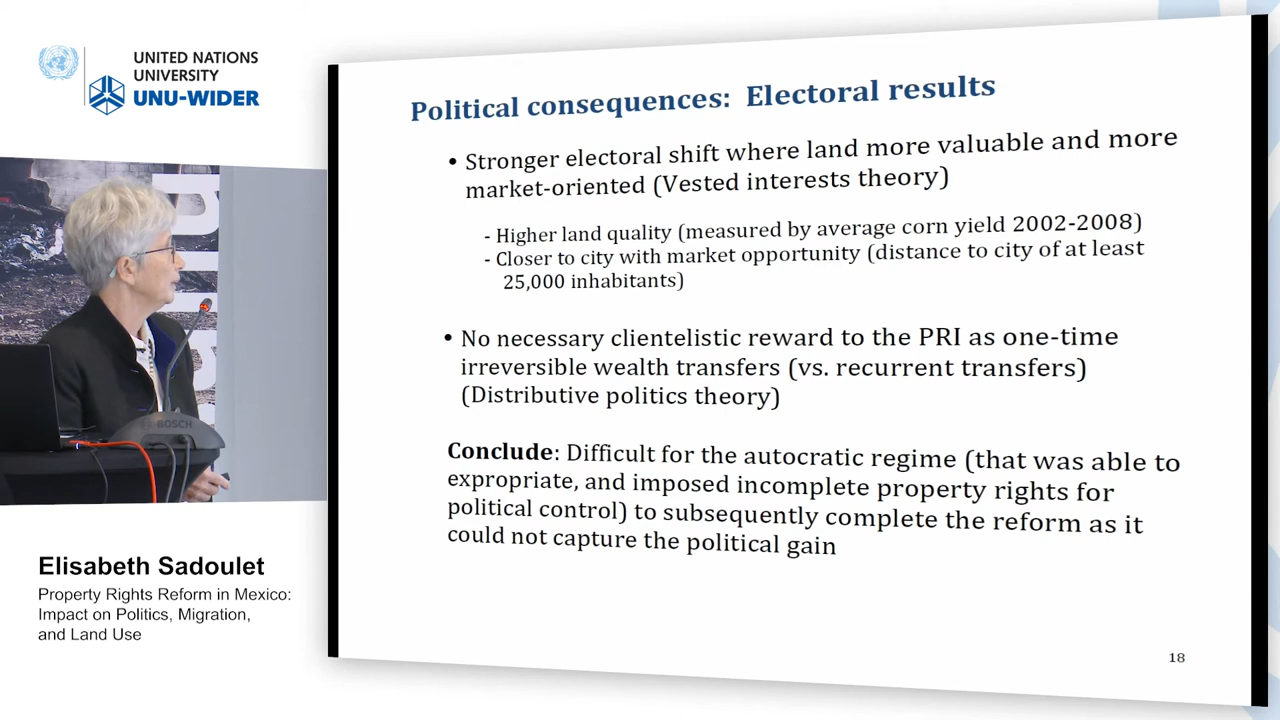 UNITED NATIONS
UNIVERSITY
UNU-WIDER
BOSCH
Elisabeth Sadoulet
Property Rights Reform in Mexico:
Impact on Politics, Migration,
and Land Use
Political consequences: Electoral results
• Stronger electoral shift where land more valuable and more
market-oriented (Vested interests theory)
- Higher land quality (measured by average corn yield 2002-2008)
- Closer to city with market opportunity (distance to city of at least
25,000 inhabitants)
• No necessary clientelistic reward to the PRI as one-time
irreversible wealth transfers (vs. recurrent transfers)
(Distributive politics theory)
Conclude: Difficult for the autocratic regime (that was able to
expropriate, and imposed incomplete property rights for
political control) to subsequently complete the reform as it
could not capture the political gain
18